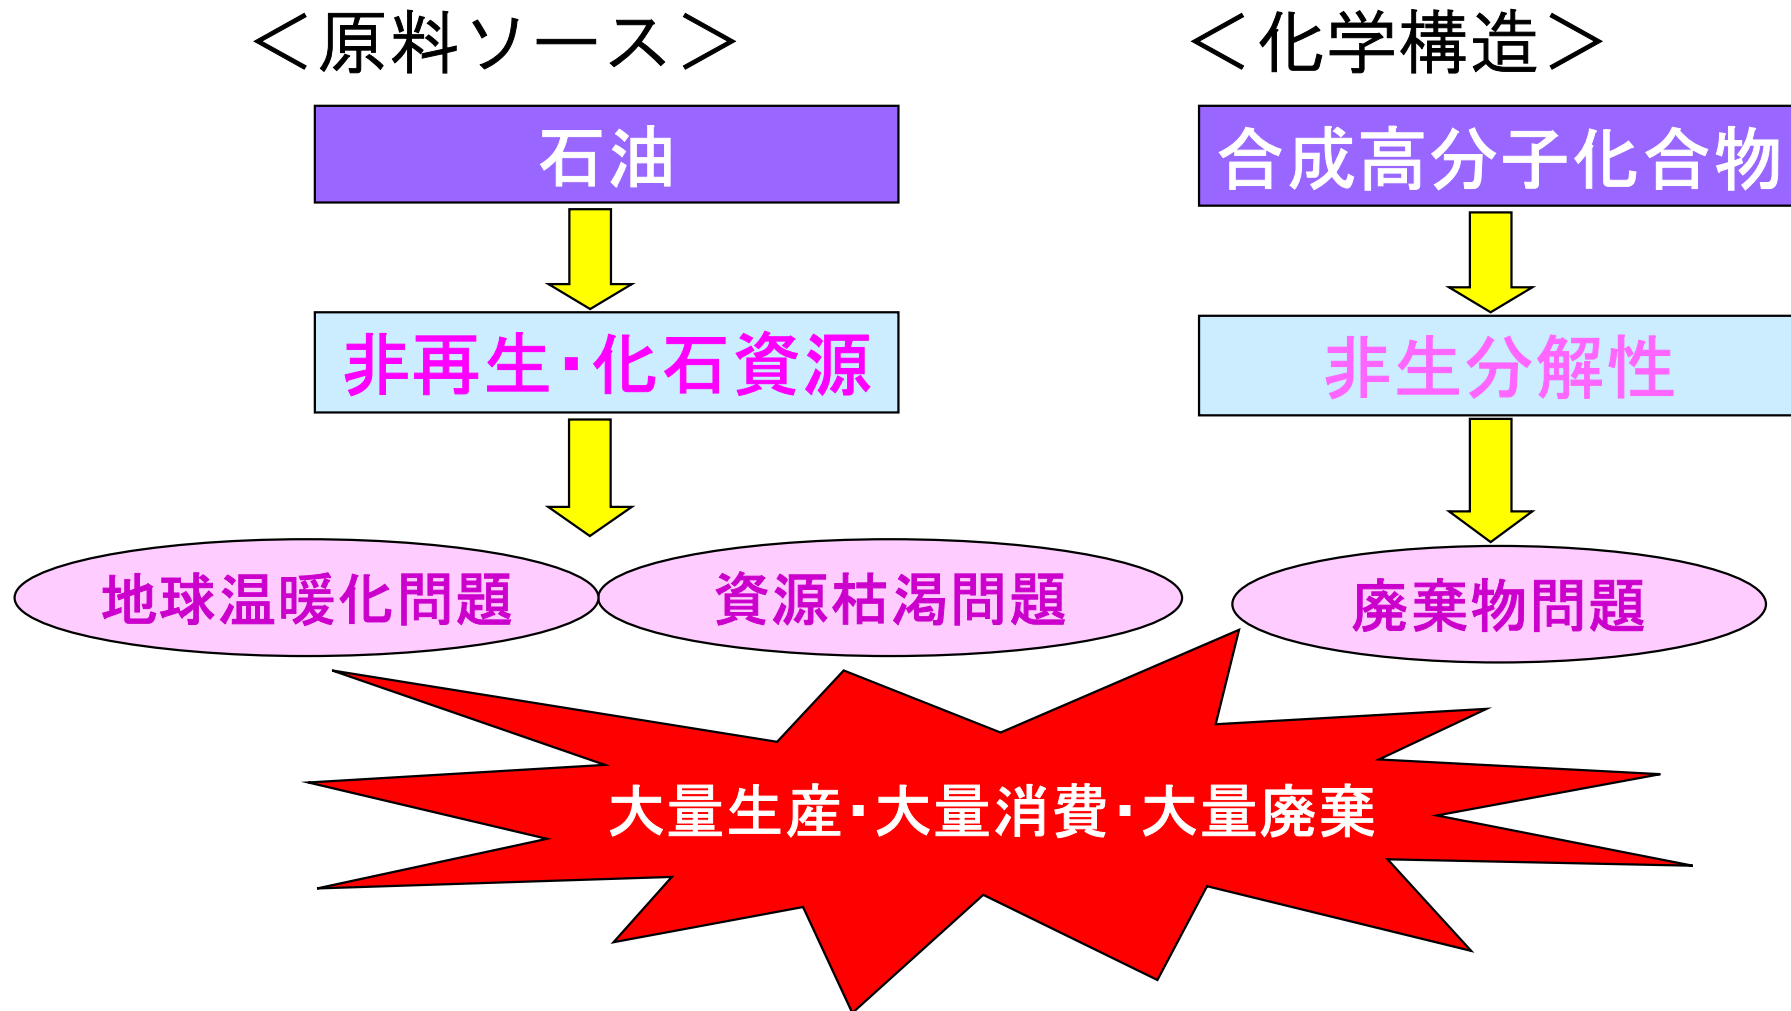 ＜原料ソース＞
＜化学構造＞
石油
合成高分子化合物
非再生･化石資源
非生分解性
地球温暖化問題
資源枯渇問題
廃棄物問題
大量生産･大量消費･大量廃棄